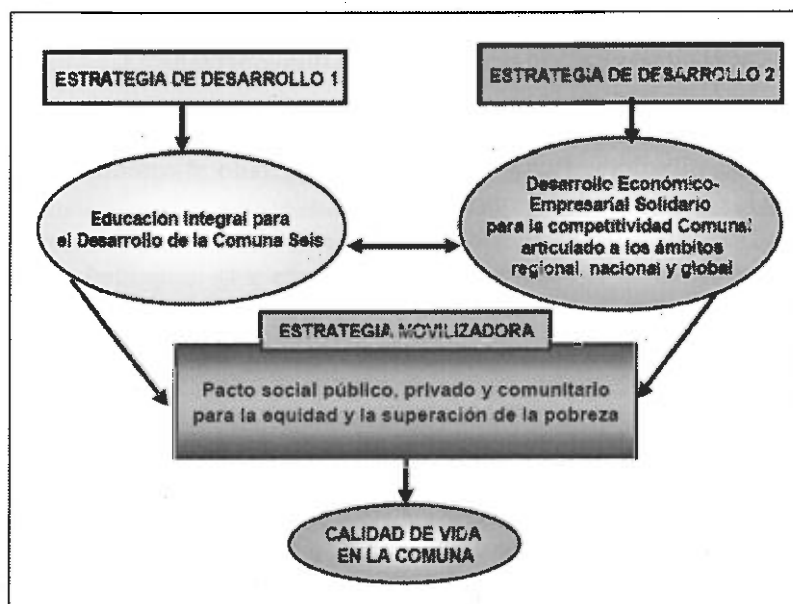 ESTRATEGIA DE DESARROLLO 1
ESTRATEGIA DE DESARROLLO 2
Educacion Integral para
el Desarrollo de la Comuna Seis
Desarrollo Económico-
Empresarial Solidario
para la competitividad Comunal
articulado a los ámbitos
regional, nacional y global
ESTRATEGIA MOVILIZADORA
Pacto social público, privado y comunitario
para la equidad y la superación de la pobreza
CALIDAD DE VIDA
EN LA COMUNA